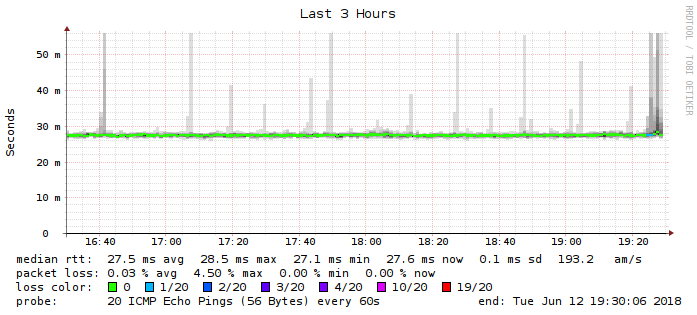 Last 3 Hours
RRDTOOL / TOBI OETIKER
Seconds
50 m
40 m
30 m
20 m
10 m
0
16:40 17:00 17:20 17:40 18:00 18:20 18:40 19:00 19:20
median rtt: 27.5 ms avg 28.5 ms max 27.1 ms min 27.6 ms now 0.1 ms sd 193.2 am/s
packet loss: 0.03 % avg 4.50 % max 0.00 % min 0.00 % now
loss color: 0 1/20 2/20 3/20 4/20 10/20 19/20
probe: 20 ICMP Echo Pings (56 Bytes) every 60s end: Tue Jun 12 19:30:06 2018